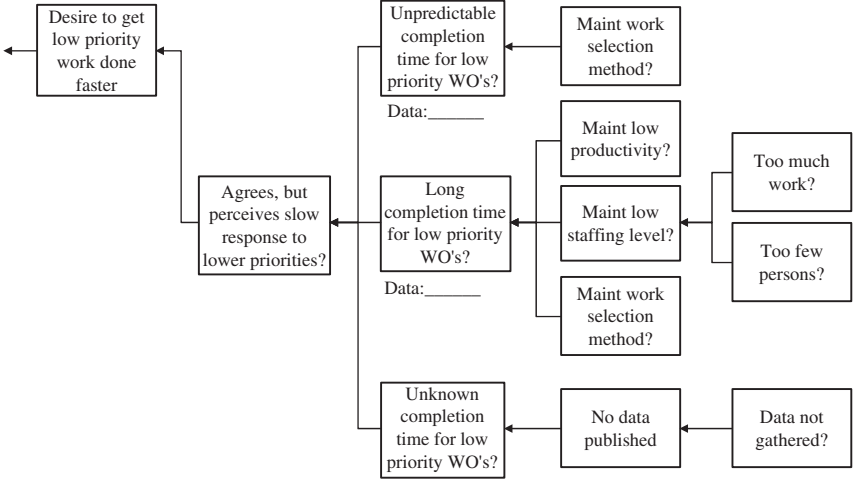 Desire to get
low priority
work done
faster
Agrees, but
perceives slow
response to
lower priorities?
Unpredictable
completion
time for low
priority WO's?
Data:______
Maint work
selection
method?
Long
completion time
for low priority
WO's?
Data:______
Maint low
productivity?
Maint low
staffing level?
Maint work
selection
method?
Too much
work?
Too few
persons?
Unknown
completion
time for low
priority WO's?
No data
published
Data not
gathered?